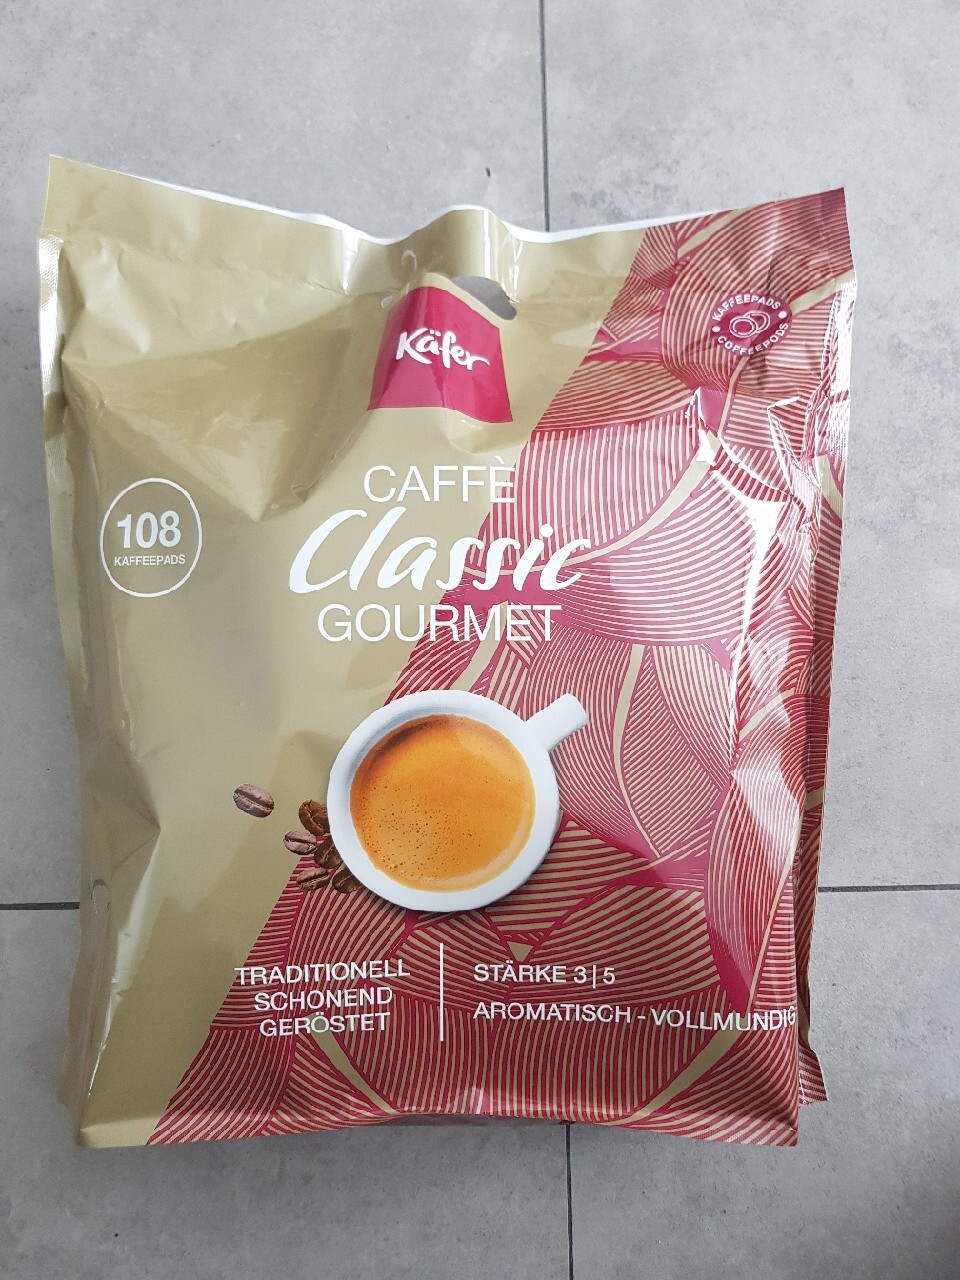 Käfer
KAFFEEPADS
COFFEEPODS
CAFFÈ
Classic
GOURMET
108
KAFFEEPADS
TRADITIONELL
SCHONEND
GERÖSTET
STÄRKE 3|5
AROMATISCH - VOLLMUNDIG